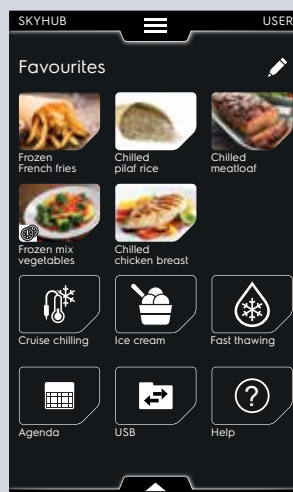 SKYHUB USER
Favourites
Frozen
French fries
Chilled
pilaf rice
Chilled
meatloaf
Frozen mix
vegetables
Chilled
chicken breast
Cruise chilling
Ice cream
Fast thawing
Agenda
USB
Help